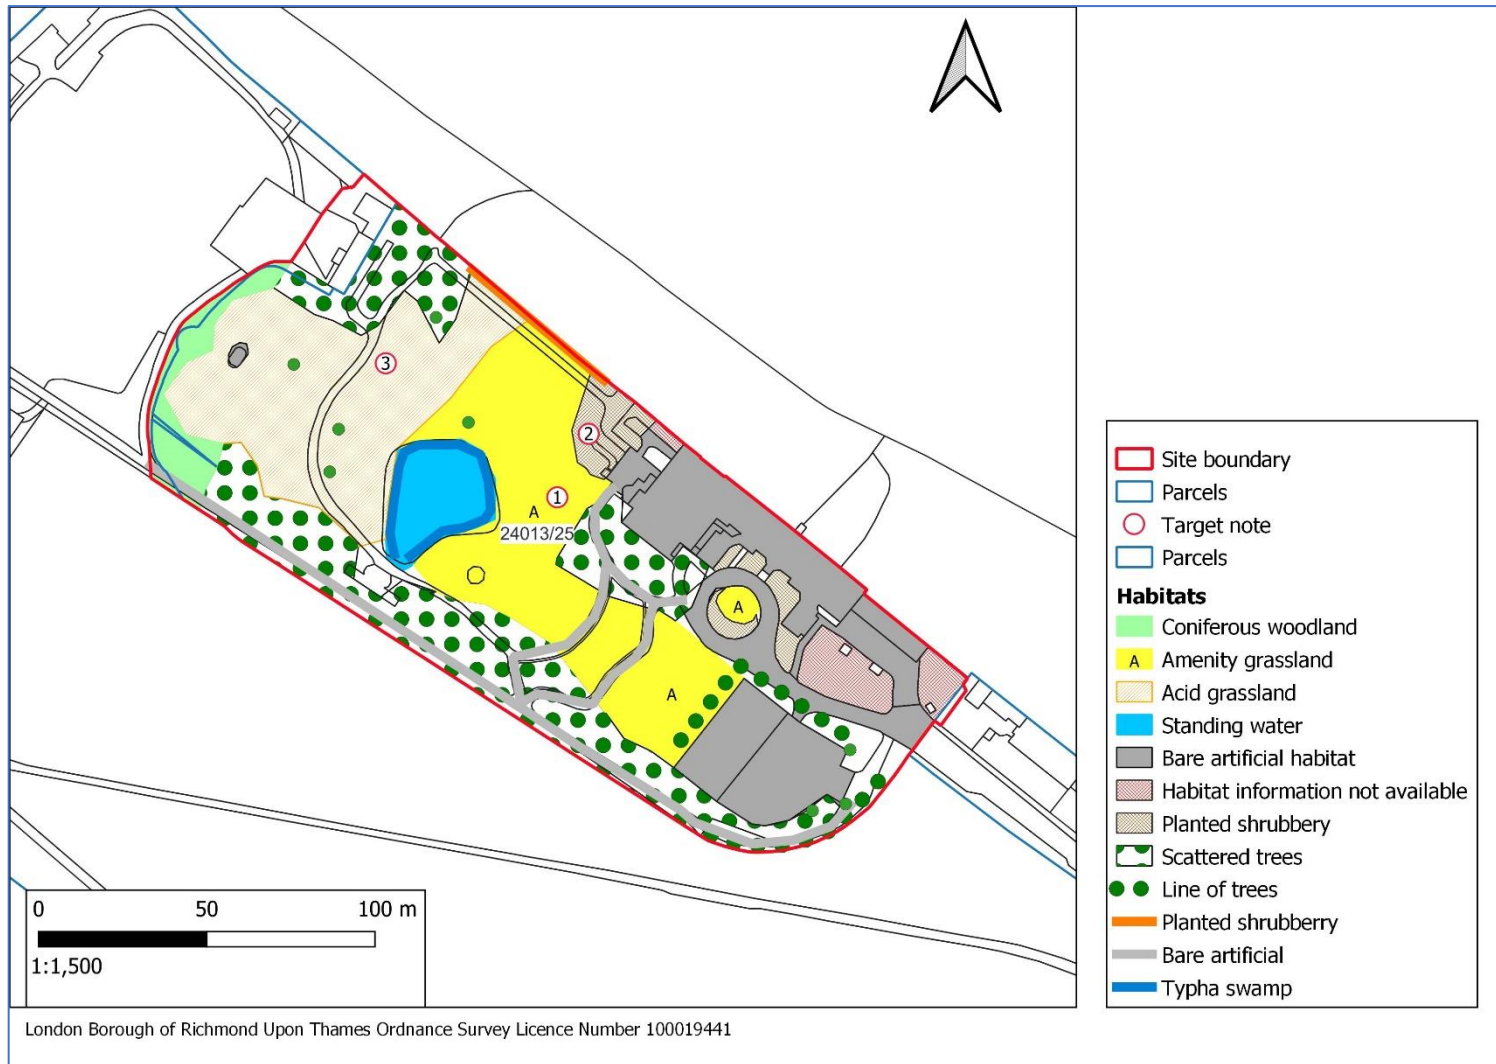 3
2
1
A
24013/25
A
A
0 50 100 m
1:1,500
Site boundary
Parcels
Target note
Parcels
Habitats
Coniferous woodland
A Amenity grassland
Acid grassland
Standing water
Bare artificial habitat
Habitat information not available
Planted shrubbery
Scattered trees
Line of trees
Planted shrubbery
Bare artificial
Typha swamp
London Borough of Richmond Upon Thames Ordnance Survey Licence Number 100019441